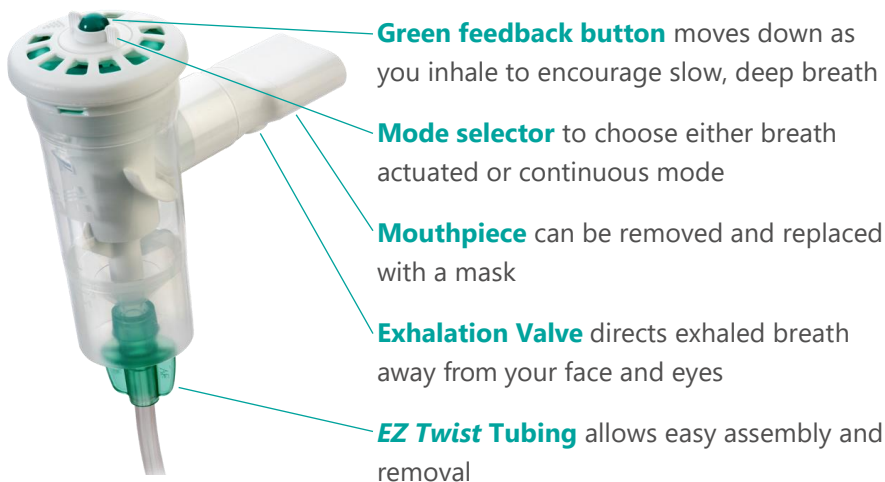 Green feedback button moves down as
you inhale to encourage slow, deep breath
Mode selector to choose either breath
actuated or continuous mode
Mouthpiece can be removed and replaced
with a mask
Exhalation Valve directs exhaled breath
away from your face and eyes
EZ Twist Tubing allows easy assembly and
removal